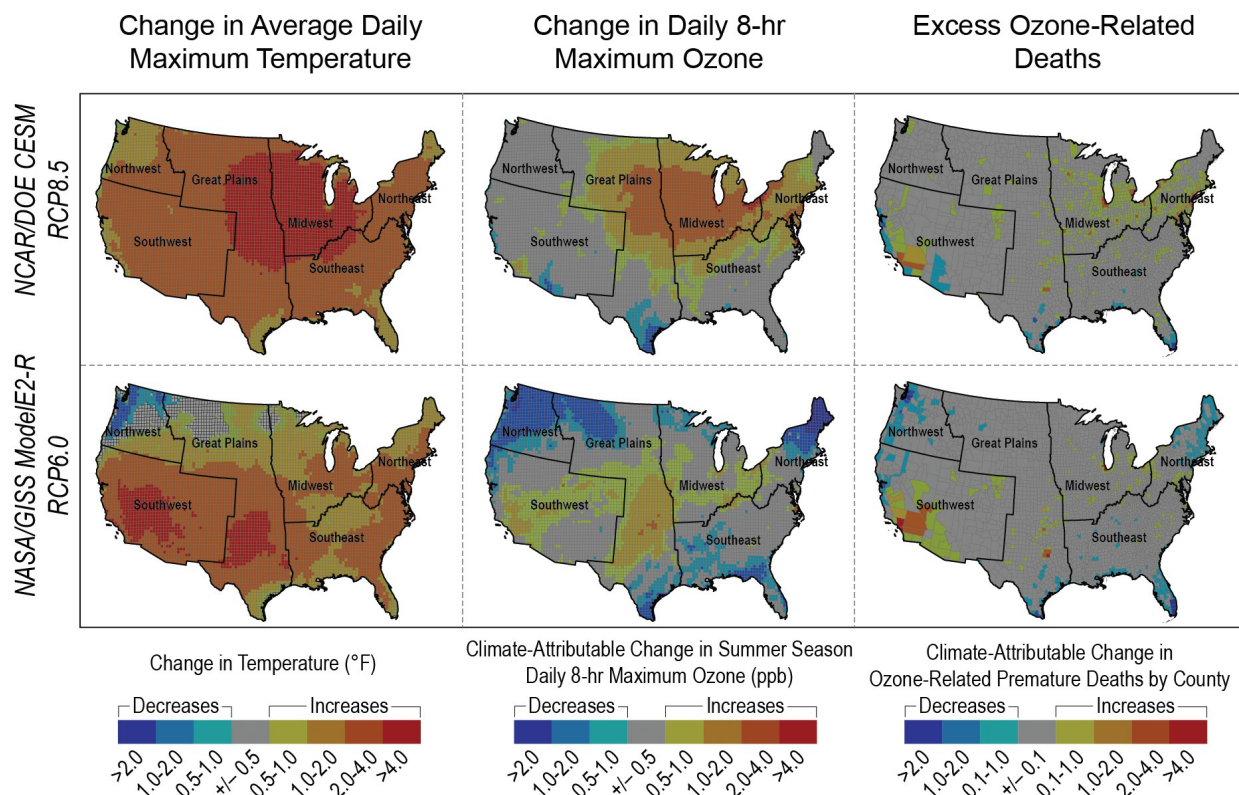 Change in Average Daily
Maximum Temperature
Change in Daily 8-hr
Maximum Ozone
Excess Ozone-Related
Deaths
NCAR/DOE CESM
RCP8.5
Northwest
Great Plains
Midwest
Northeast
Southwest
Southeast
Northwest
Great Plains
Midwest
Northeast
Southwest
Southeast
Northwest
Great Plains
Midwest
Northeast
Southwest
Southeast
NASA/GISS ModelE2-R
RCP6.0
Northwest
Great Plains
Midwest
Northeast
Southwest
Southeast
Northwest
Great Plains
Midwest
Northeast
Southwest
Southeast
Northwest
Great Plains
Midwest
Northeast
Southwest
Southeast
Change in Temperature (°F)
Decreases Increases
>2.0 1.0-2.0 0.5-1.0 +/- 0.5 0.5-1.0 1.0-2.0 2.0-4.0 >4.0
Climate-Attributable Change in Summer Season
Daily 8-hr Maximum Ozone (ppb)
Decreases Increases
>2.0 1.0-2.0 0.5-1.0 +/- 0.5 0.5-1.0 1.0-2.0 2.0-4.0 >4.0
Climate-Attributable Change in
Ozone-Related Premature Deaths by County
Decreases Increases
>2.0 1.0-2.0 0.1-1.0 +/- 0.1 0.1-1.0 1.0-2.0 2.0-4.0 >4.0